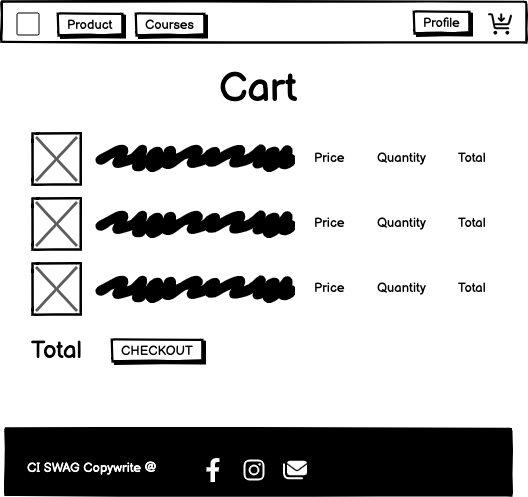 Product Courses Profile
Cart
Price Quantity Total
Price Quantity Total
Price Quantity Total
Total CHECKOUT
CI SWAG Copywrite @